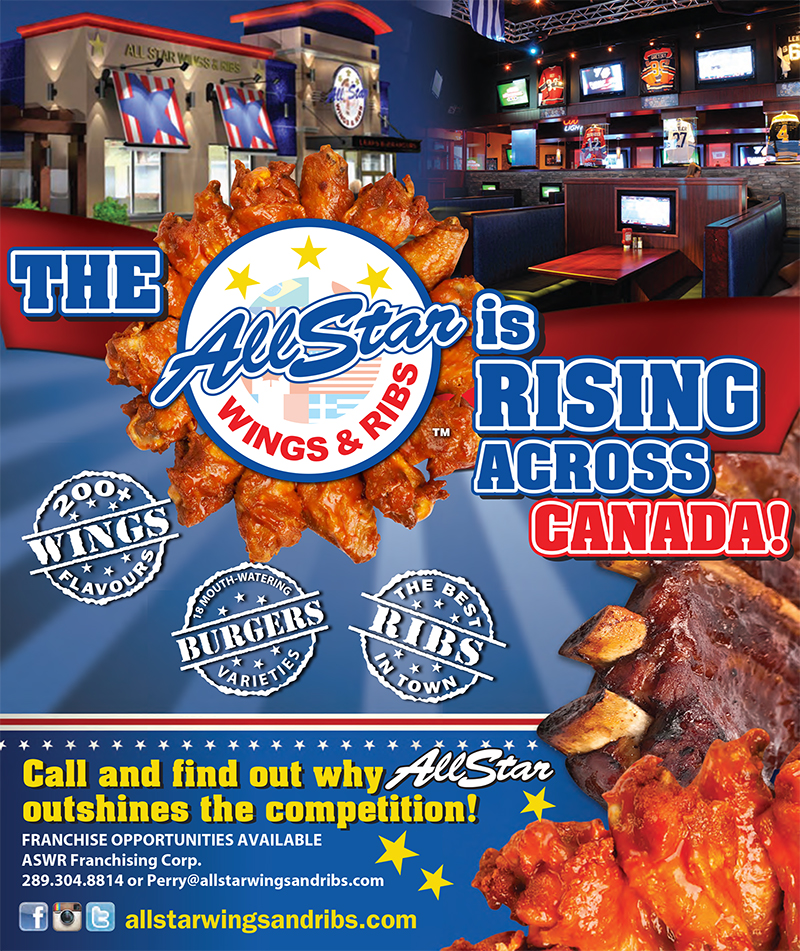 ALL STAR WINGS & RIBS
AllStar
THE
AllStar
WINGS & RIBS
TM
is
RISING
ACROSS
CANADA!
200+
WINGS
FLAVOURS
18 MOUTH-WATERING
BURGERS
VARIETIES
THE BEST
RIBS
IN TOWN
Call and find out why AllStar
outshines the competition!
FRANCHISE OPPORTUNITIES AVAILABLE
ASWR Franchising Corp.
289.304.8814 or Perry@allstarwingsandribs.com
allstarwingsandribs.com